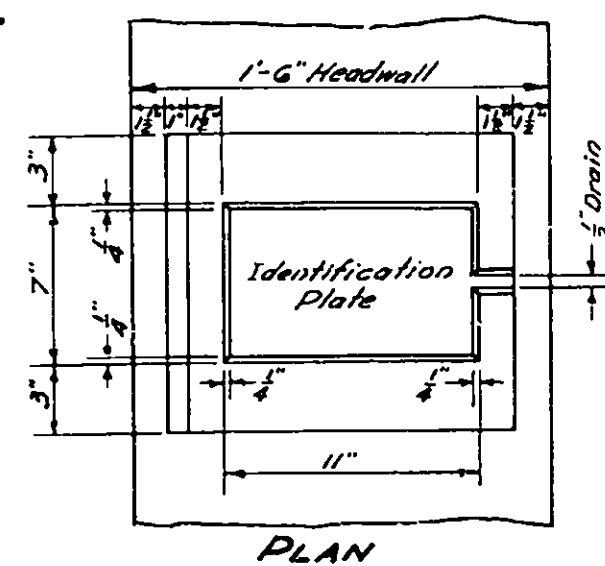 1'-6" Headwall
1½" 1" 1½" 1½" 1½"
3"
¼"
7"
¼"
3"
½" Drain
Identification
Plate
¼" ¼"
11"
PLAN